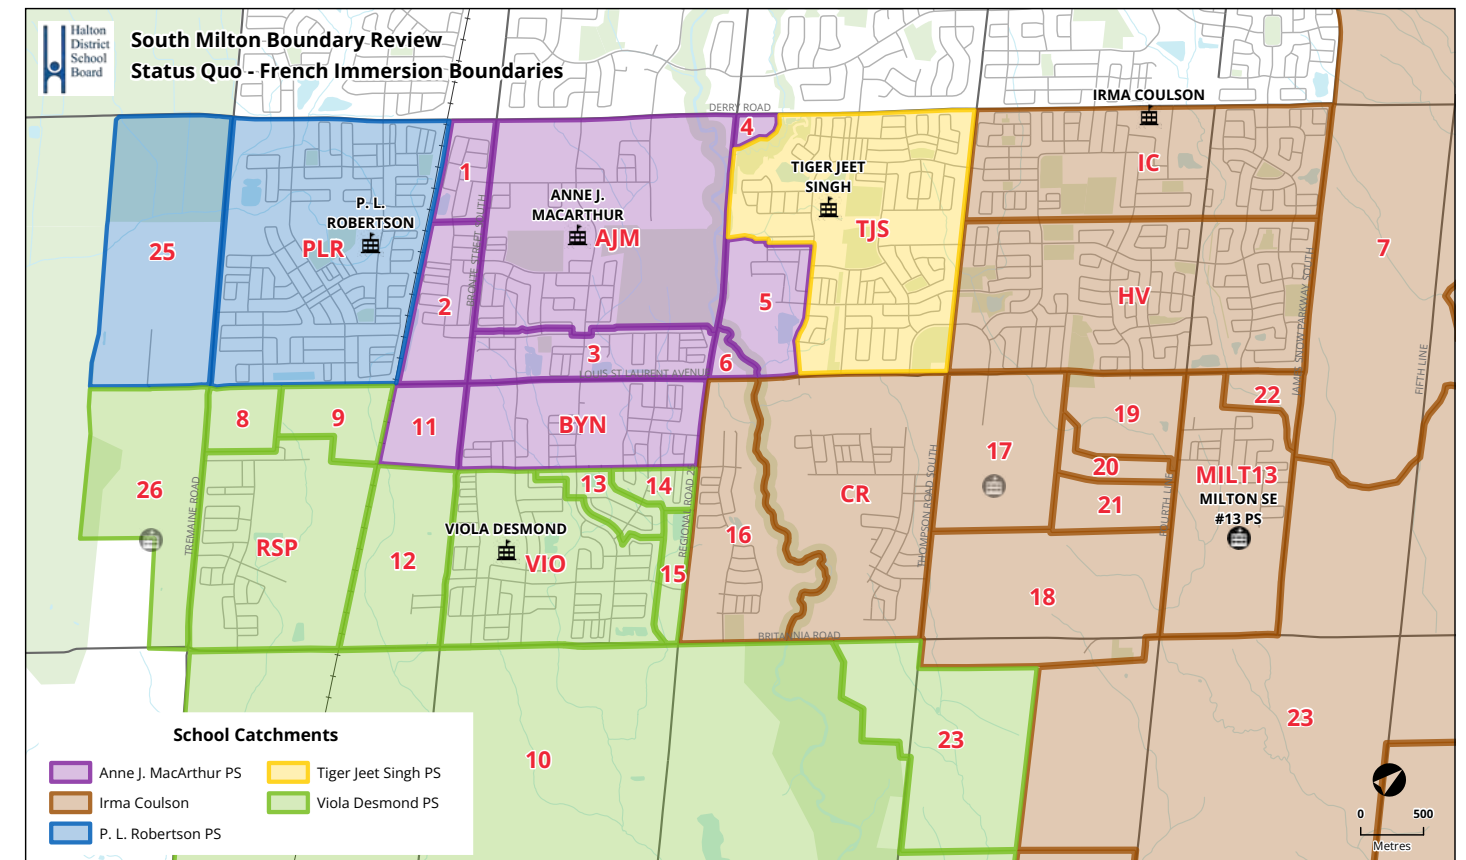 Halton
District
School
Board
South Milton Boundary Review
Status Quo - French Immersion Boundaries
DERRY ROAD
IRMA COULSON
4
1
TIGER JEET
SINGH
IC
ANNE J.
MACARTHUR
P. L.
ROBERTSON
BRONTE STREET SOUTH
25
PLR
AJM
TJS
7
2
5
HV
JAMES SNOW PARKWAY SOUTH
3
6
LOUIS ST LAURENT AVENUE
FIFTH LINE
8
9
11
BYN
19
22
17
20
MILT13
MILTON SE
#13 PS
26
13
14
CR
21
TREMAINE ROAD
VIOLA DESMOND
REGIONAL ROAD 2
THOMPSON ROAD SOUTH
FOURTH LINE
RSP
12
VIO
15
16
18
BRITANNIA ROAD
10
23
23
School Catchments
Anne J. MacArthur PS
Tiger Jeet Singh PS
Irma Coulson
Viola Desmond PS
P. L. Robertson PS
0 500
Metres